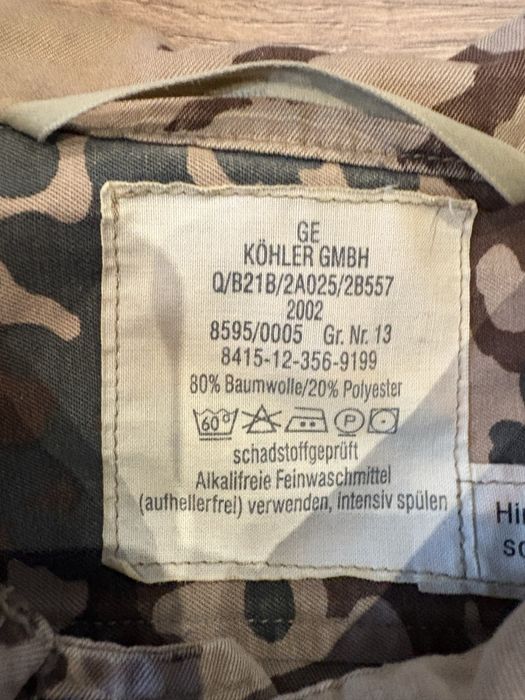 GE
KÖHLER GMBH
Q/B21B/2A025/2B557
2002
8595/0005 Gr. Nr. 13
8415-12-356-9199
80% Baumwolle/20% Polyester
60° P
schadstoffgeprüft
Alkalifreie Feinwaschmittel
(aufhellerfrei) verwenden, intensiv spülen